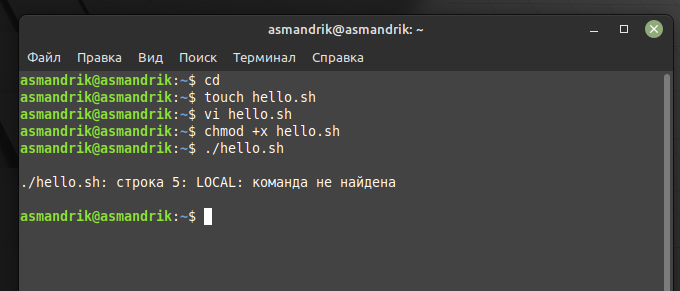 asmandrik@asmandrik: ~
Файл Правка Вид Поиск Терминал Справка
asmandrik@asmandrik:~$ cd
asmandrik@asmandrik:~$ touch hello.sh
asmandrik@asmandrik:~$ vi hello.sh
asmandrik@asmandrik:~$ chmod +x hello.sh
asmandrik@asmandrik:~$ ./hello.sh
./hello.sh: строка 5: LOCAL: команда не найдена
asmandrik@asmandrik:~$